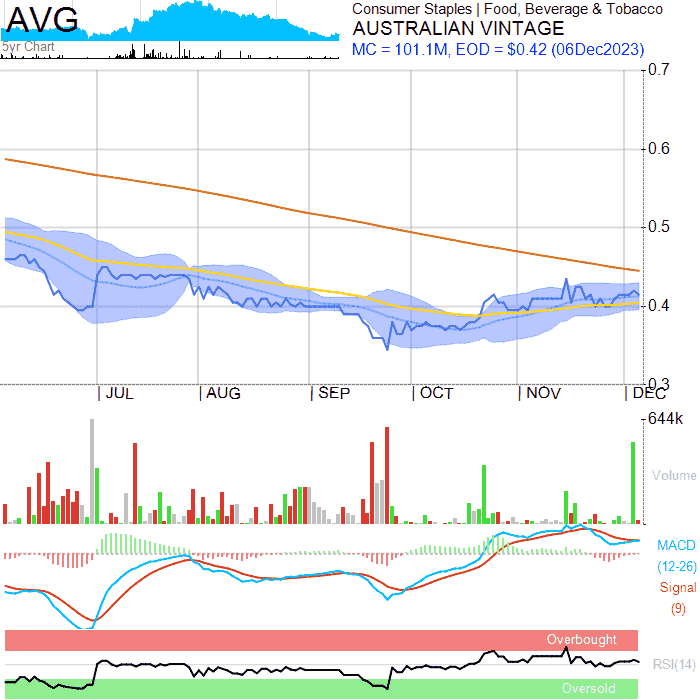 AVG
5yr Chart
Consumer Staples | Food, Beverage & Tobacco
AUSTRALIAN VINTAGE
MC = 101.1M, EOD = $0.42 (06Dec2023)
0.7
0.6
0.5
0.4
0.3
| JUL | AUG | SEP | OCT | NOV | DEC
644k
Volume
MACD
(12-26)
Signal
(9)
Overbought
RSI(14)
Oversold